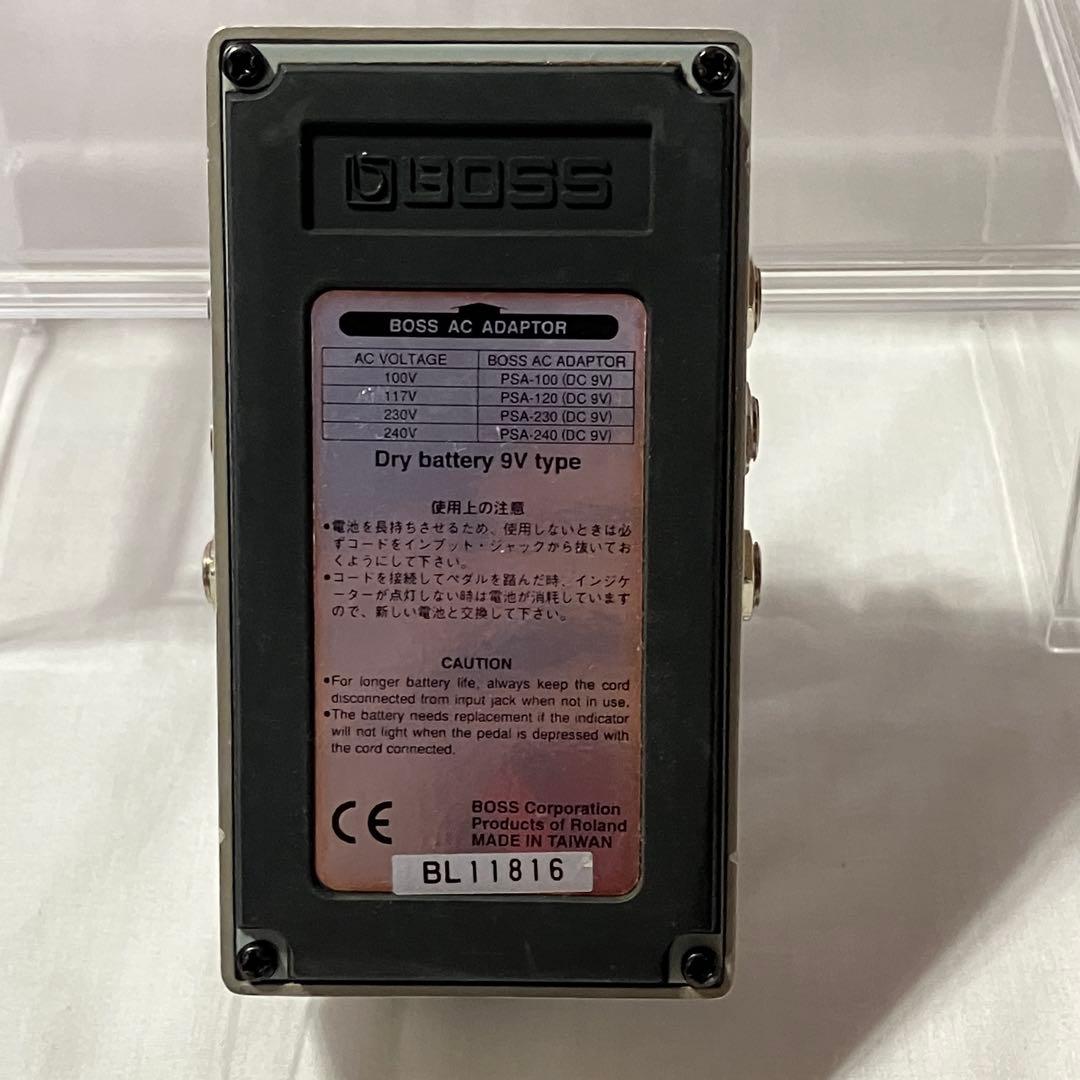 BOSS
BOSS AC ADAPTOR
AC VOLTAGE BOSS AC ADAPTOR
100V PSA-100 (DC 9V)
117V PSA-120 (DC 9V)
230V PSA-230 (DC 9V)
240V PSA-240 (DC 9V)
Dry battery 9V type
使用上の注意
•電池を長持ちさせるため、使用しないときは必
ずコードをインプット・ジャックから抜いてお
くようにして下さい。
•コードを接続してペダルを踏んだ時、インジケ
ーターが点灯しない時は電池が消耗しています
ので、新しい電池と交換して下さい。
CAUTION
•For longer battery life, always keep the cord
disconnected from input jack when not in use.
•The battery needs replacement if the indicator
will not light when the pedal is depressed with
the cord connected.
CE
BOSS Corporation
Products of Roland
MADE IN TAIWAN
BL11816